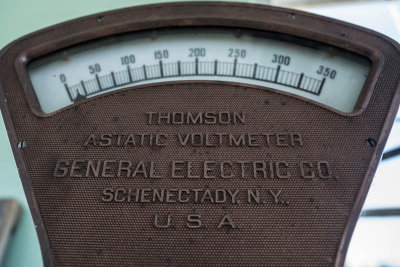 0 50 100 150 200 250 300 350
THOMSON
ASTATIC VOLTMETER
GENERAL ELECTRIC CO.
SCHENECTADY, N.Y.,
U.S.A.